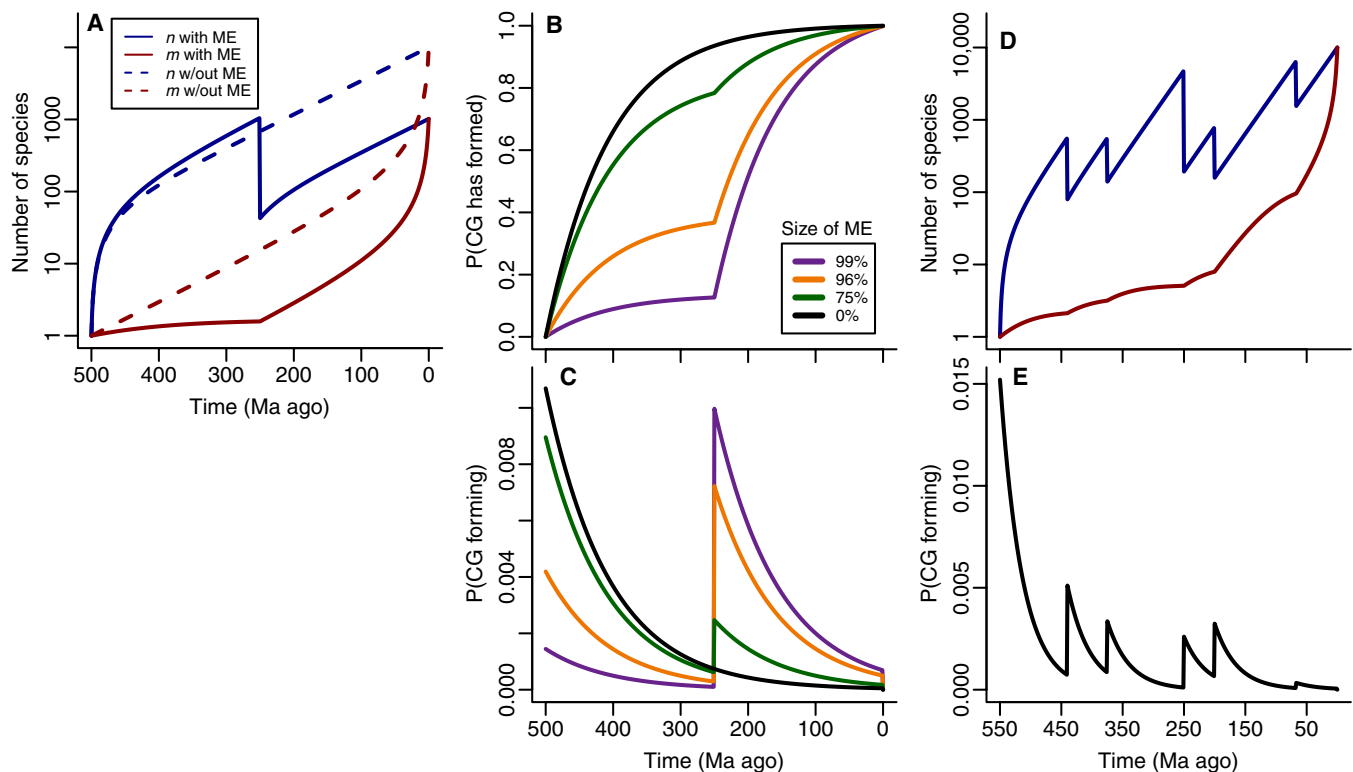 A
n with ME
m with ME
n w/out ME
m w/out ME
Number of species
1000
100
10
1
500
400
300
200
100
0
Time (Ma ago)
B
P(CG has formed)
1.0
0.8
0.6
0.4
0.2
0.0
Size of ME
99%
96%
75%
0%
C
P(CG forming)
0.008
0.004
0.000
500
400
300
200
100
0
Time (Ma ago)
D
Number of species
10,000
1000
100
10
1
E
P(CG forming)
0.015
0.010
0.005
0.000
550
450
350
250
150
50
Time (Ma ago)